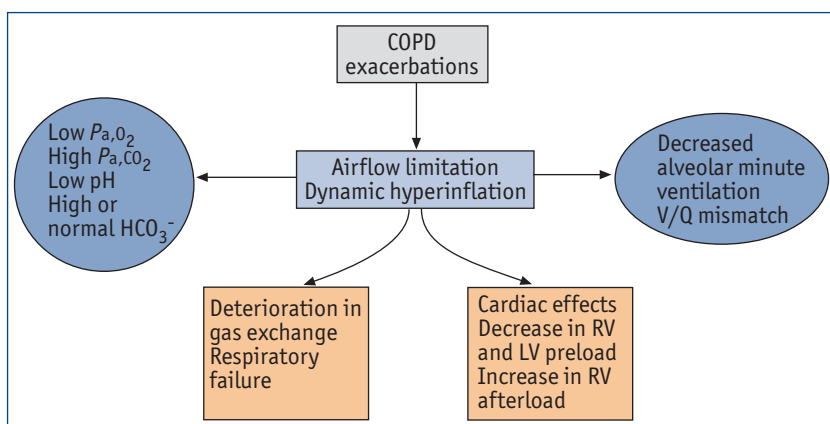 COPD
exacerbations
Low Pa,O₂
High Pa,CO₂
Low pH
High or
normal HCO₃⁻
Airflow limitation
Dynamic hyperinflation
Decreased
alveolar minute
ventilation
V/Q mismatch
Deterioration in
gas exchange
Respiratory
failure
Cardiac effects
Decrease in RV
and LV preload
Increase in RV
afterload